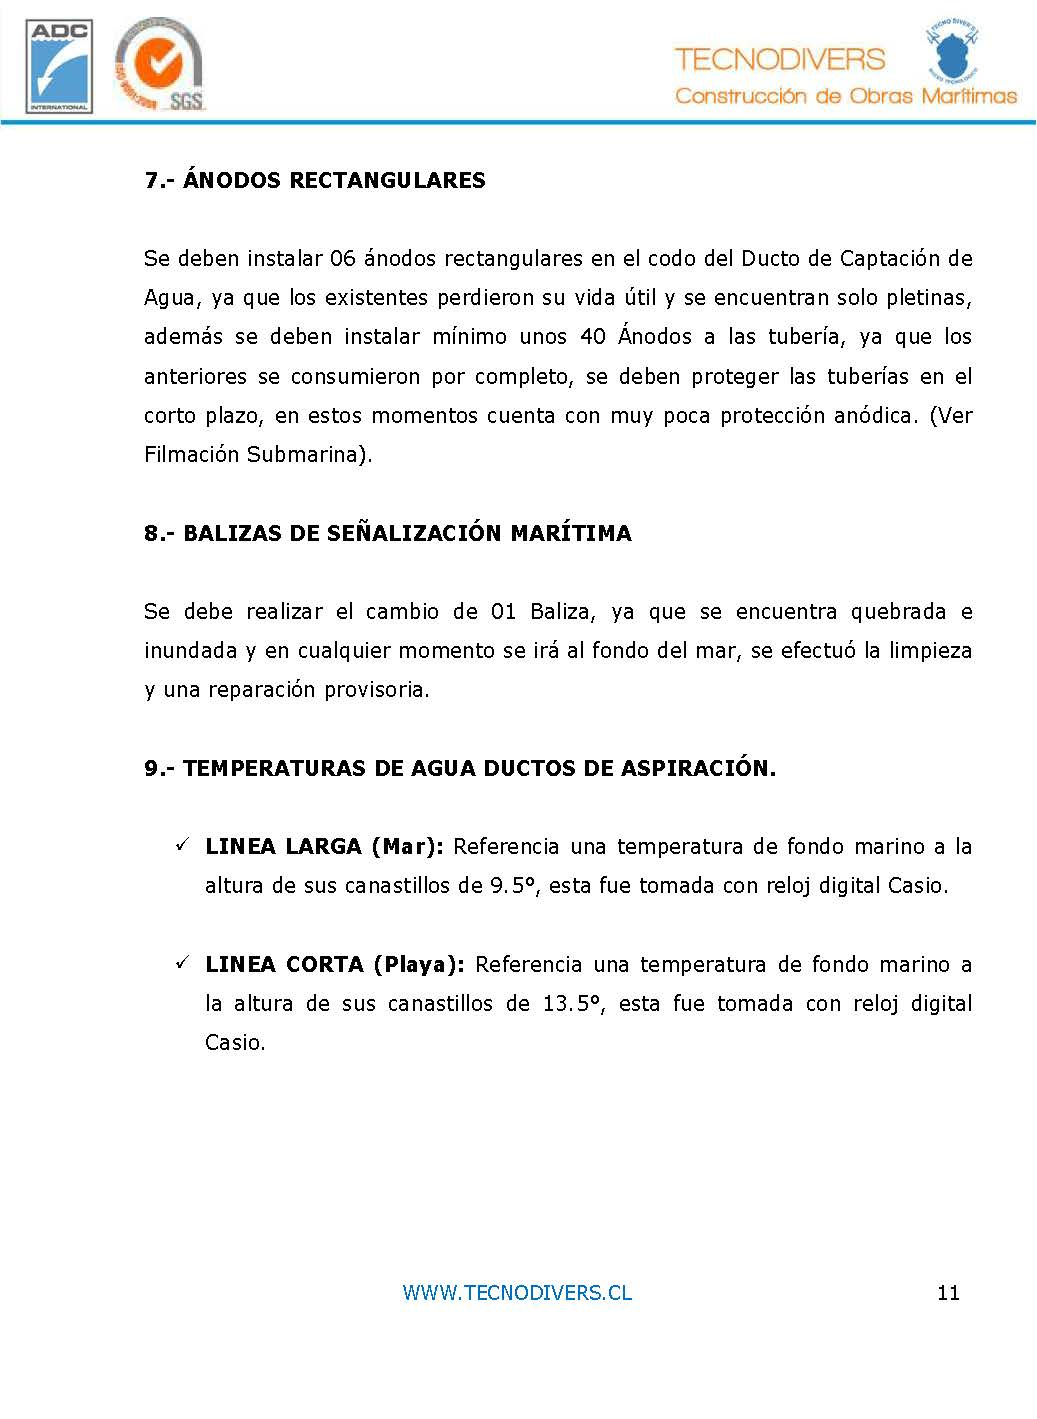 ADC
INTERNATIONAL
SGS
TECNODIVERS
Construcción de Obras Marítimas
7.- ÁNODOS RECTANGULARES
Se deben instalar 06 ánodos rectangulares en el codo del Ducto de Captación de
Agua, ya que los existentes perdieron su vida útil y se encuentran solo pletinas,
además se deben instalar mínimo unos 40 Ánodos a las tubería, ya que los
anteriores se consumieron por completo, se deben proteger las tuberías en el
corto plazo, en estos momentos cuenta con muy poca protección anódica. (Ver
Filmación Submarina).
8.- BALIZAS DE SEÑALIZACIÓN MARÍTIMA
Se debe realizar el cambio de 01 Baliza, ya que se encuentra quebrada e
inundada y en cualquier momento se irá al fondo del mar, se efectuó la limpieza
y una reparación provisoria.
9.- TEMPERATURAS DE AGUA DUCTOS DE ASPIRACIÓN.
✓ LINEA LARGA (Mar): Referencia una temperatura de fondo marino a la
altura de sus canastillos de 9.5º, esta fue tomada con reloj digital Casio.
✓ LINEA CORTA (Playa): Referencia una temperatura de fondo marino a
la altura de sus canastillos de 13.5º, esta fue tomada con reloj digital
Casio.
WWW.TECNODIVERS.CL 11